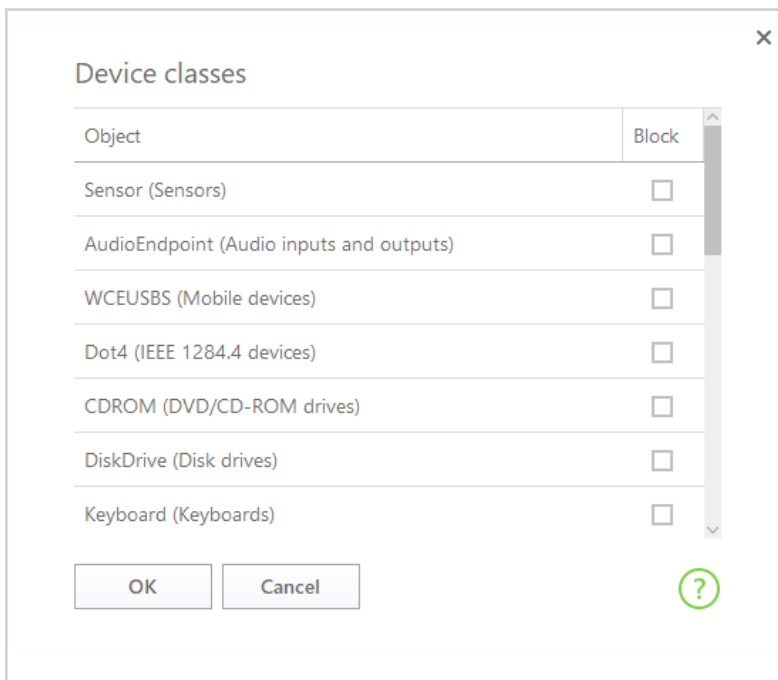 Device classes
Object Block
Sensor (Sensors)
AudioEndpoint (Audio inputs and outputs)
WCEUSBS (Mobile devices)
Dot4 (IEEE 1284.4 devices)
CDROM (DVD/CD-ROM drives)
DiskDrive (Disk drives)
Keyboard (Keyboards)
OK Cancel ?